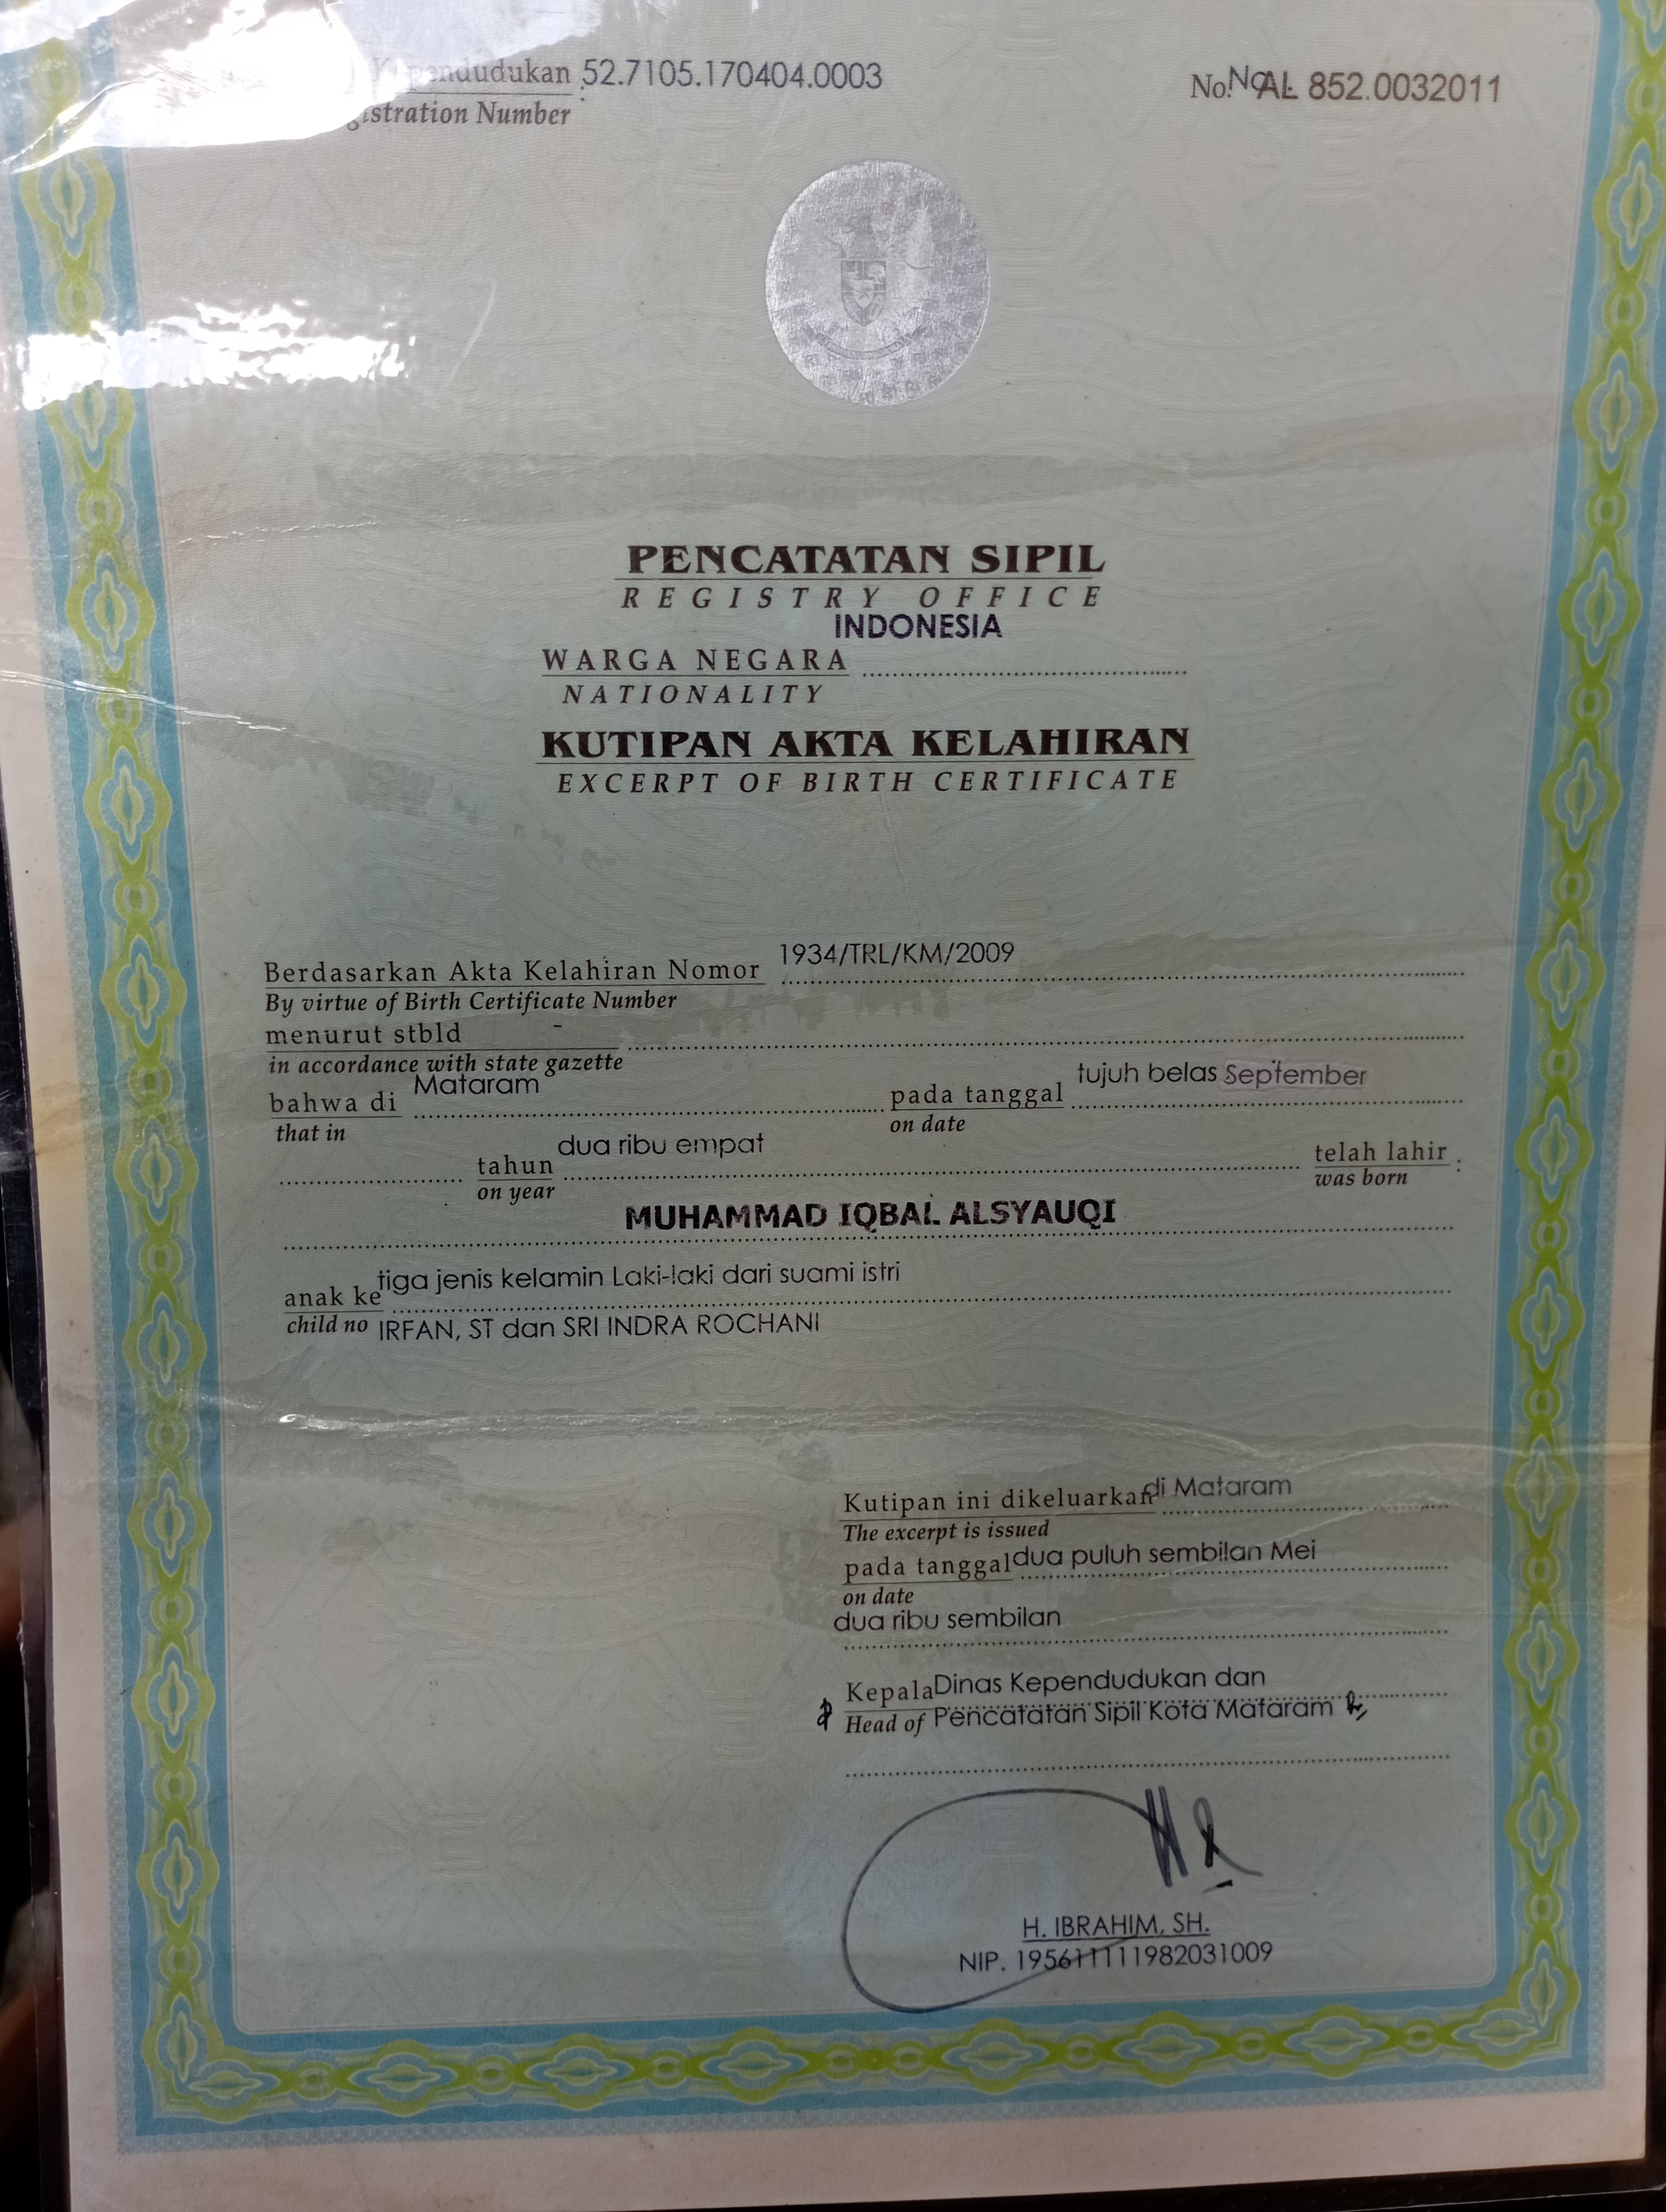 Kependudukan : 52.7105.170404.0003
No. No. AL 852.0032011
Registration Number
PENCATATAN SIPIL
REGISTRY OFFICE
INDONESIA
WARGA NEGARA
NATIONALITY
KUTIPAN AKTA KELAHIRAN
EXCERPT OF BIRTH CERTIFICATE
Berdasarkan Akta Kelahiran Nomor 1934/TRL/KM/2009
By virtue of Birth Certificate Number
menurut stbld -
in accordance with state gazette
bahwa di Mataram pada tanggal tujuh belas September
that in on date
tahun dua ribu empat telah lahir :
on year was born
MUHAMMAD IQBAL ALSYAUQI
anak ke tiga jenis kelamin Laki-laki dari suami istri
child no IRFAN, ST dan SRI INDRA ROCHANI
Kutipan ini dikeluarkan di Mataram
The excerpt is issued
pada tanggal dua puluh sembilan Mei
on date
dua ribu sembilan
Kepala Dinas Kependudukan dan
Head of Pencatatan Sipil Kota Mataram
H. IBRAHIM, SH.
NIP. 195611111982031009